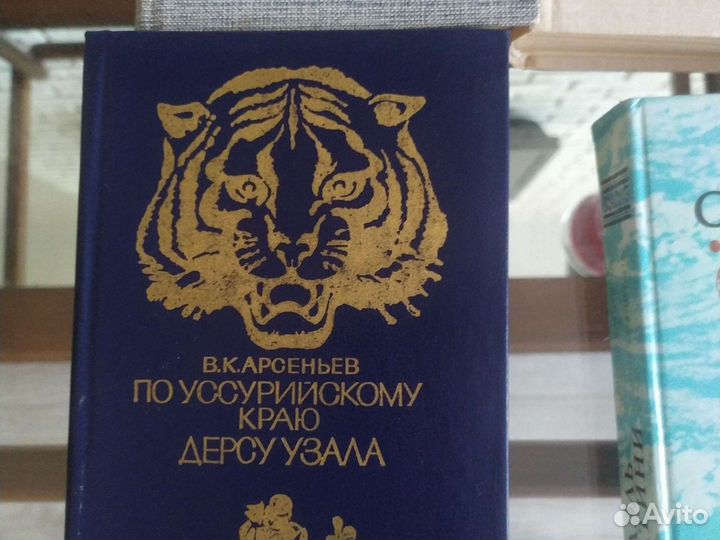 В.К.АРСЕНЬЕВ
ПО УССУРИЙСКОМУ
КРАЮ
ДЕРСУ УЗАЛА
Avito